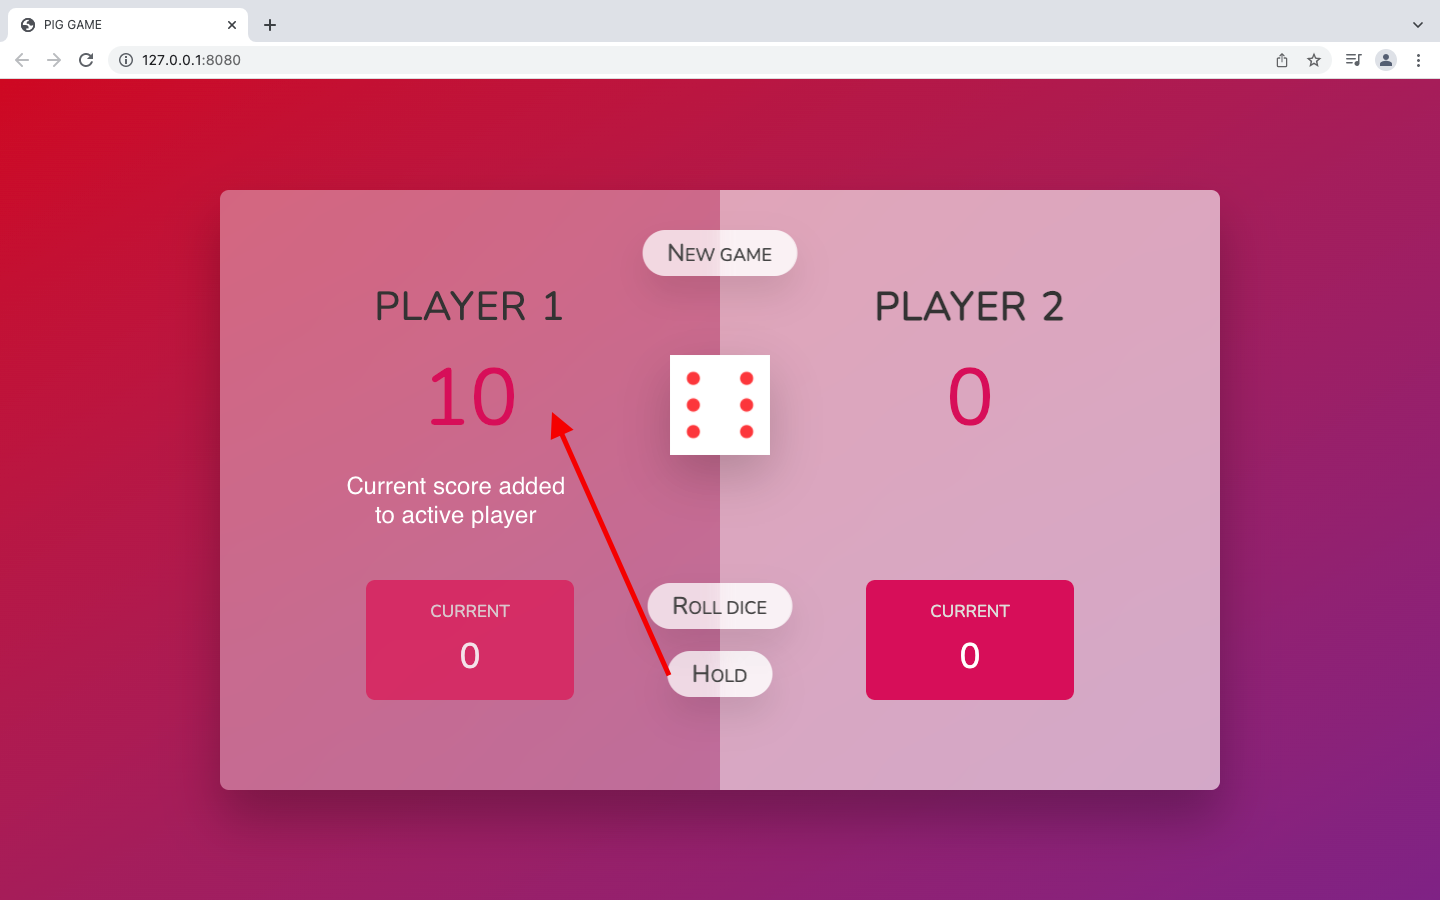 PIG GAME
127.0.0.1:8080
NEW GAME
PLAYER 1
PLAYER 2
10
0
Current score added
to active player
ROLL DICE
CURRENT
0
CURRENT
0
HOLD